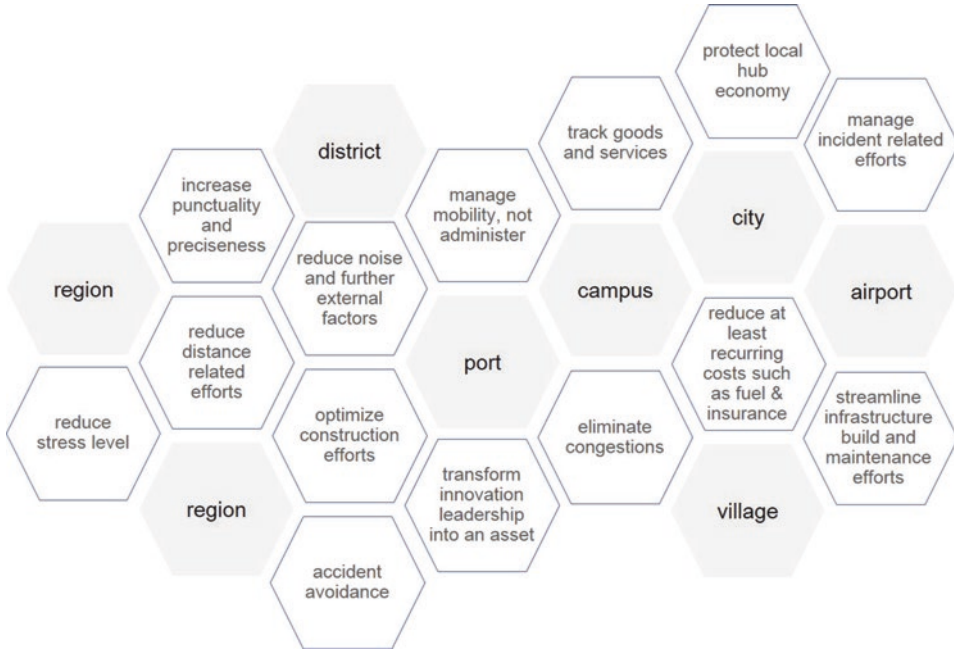 protect local
hub
economy
track goods
and services
manage
incident related
efforts
district
increase
punctuality
and
preciseness
manage
mobility, not
administer
city
region
reduce noise
and further
external
factors
campus
airport
reduce
distance
related
efforts
port
reduce at
least
recurring
costs such
as fuel &
insurance
reduce
stress level
optimize
construction
efforts
eliminate
congestions
streamline
infrastructure
build and
maintenance
efforts
region
transform
innovation
leadership
into an asset
village
accident
avoidance